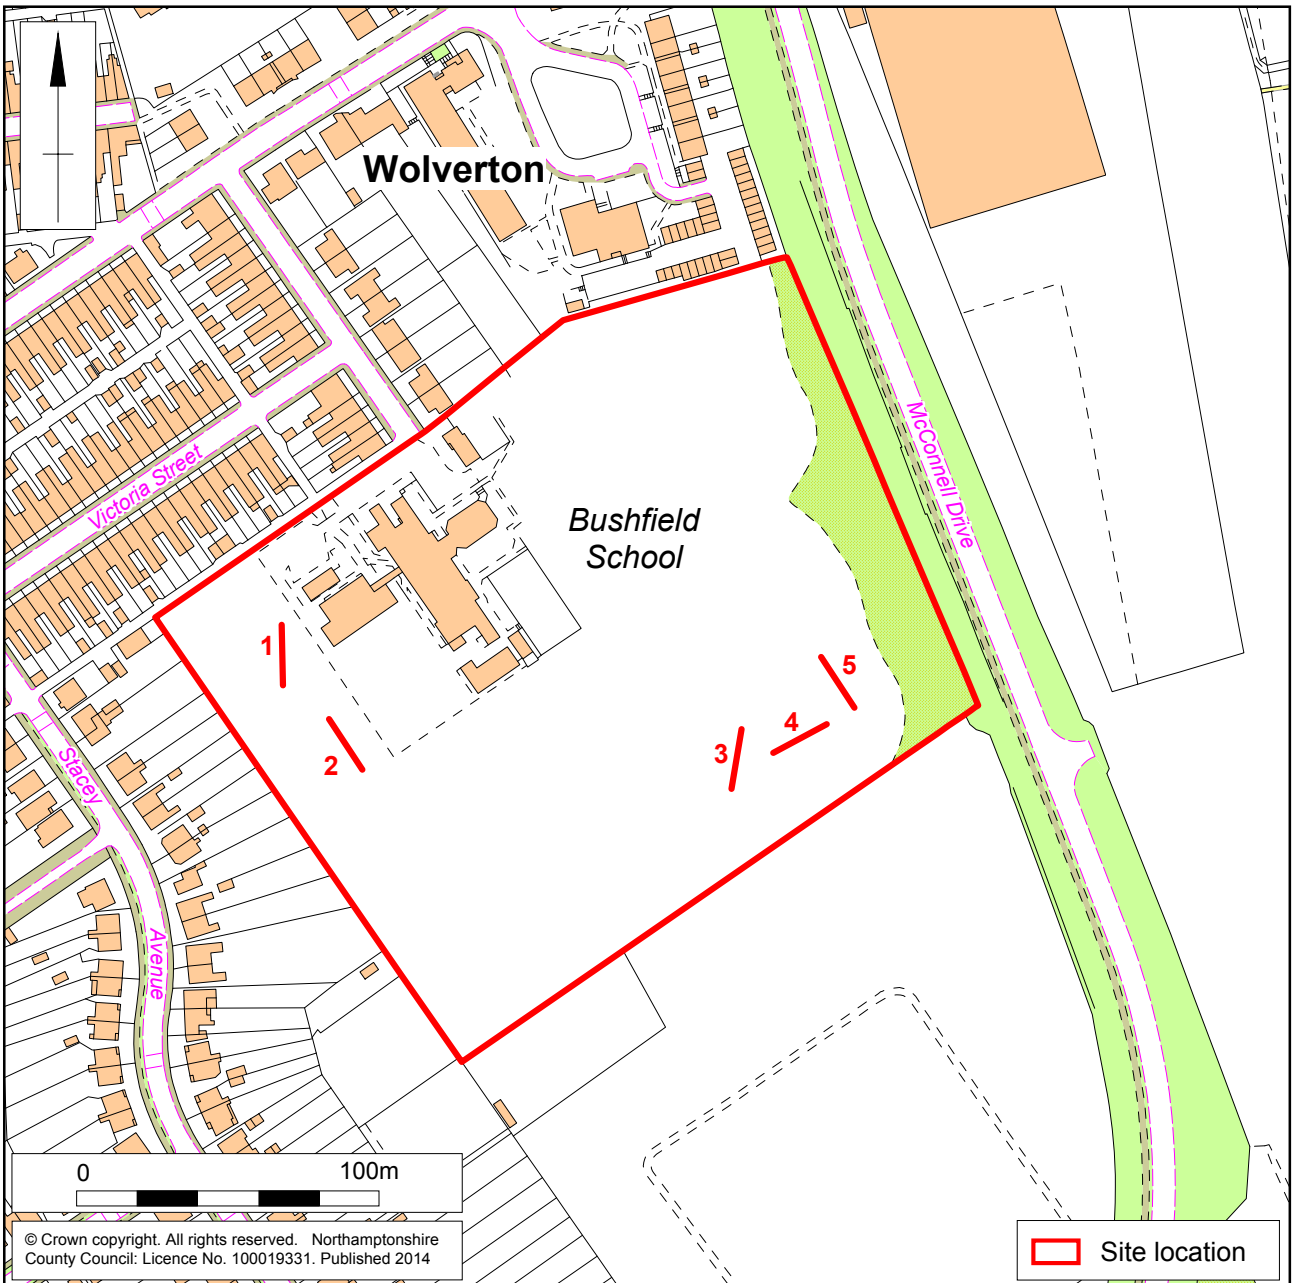 Wolverton
Victoria Street
McConnell Drive
Bushfield
School
1
2
3
4
5
Stacey
Avenue
0 100m
© Crown copyright. All rights reserved. Northamptonshire
County Council: Licence No. 100019331. Published 2014
Site location